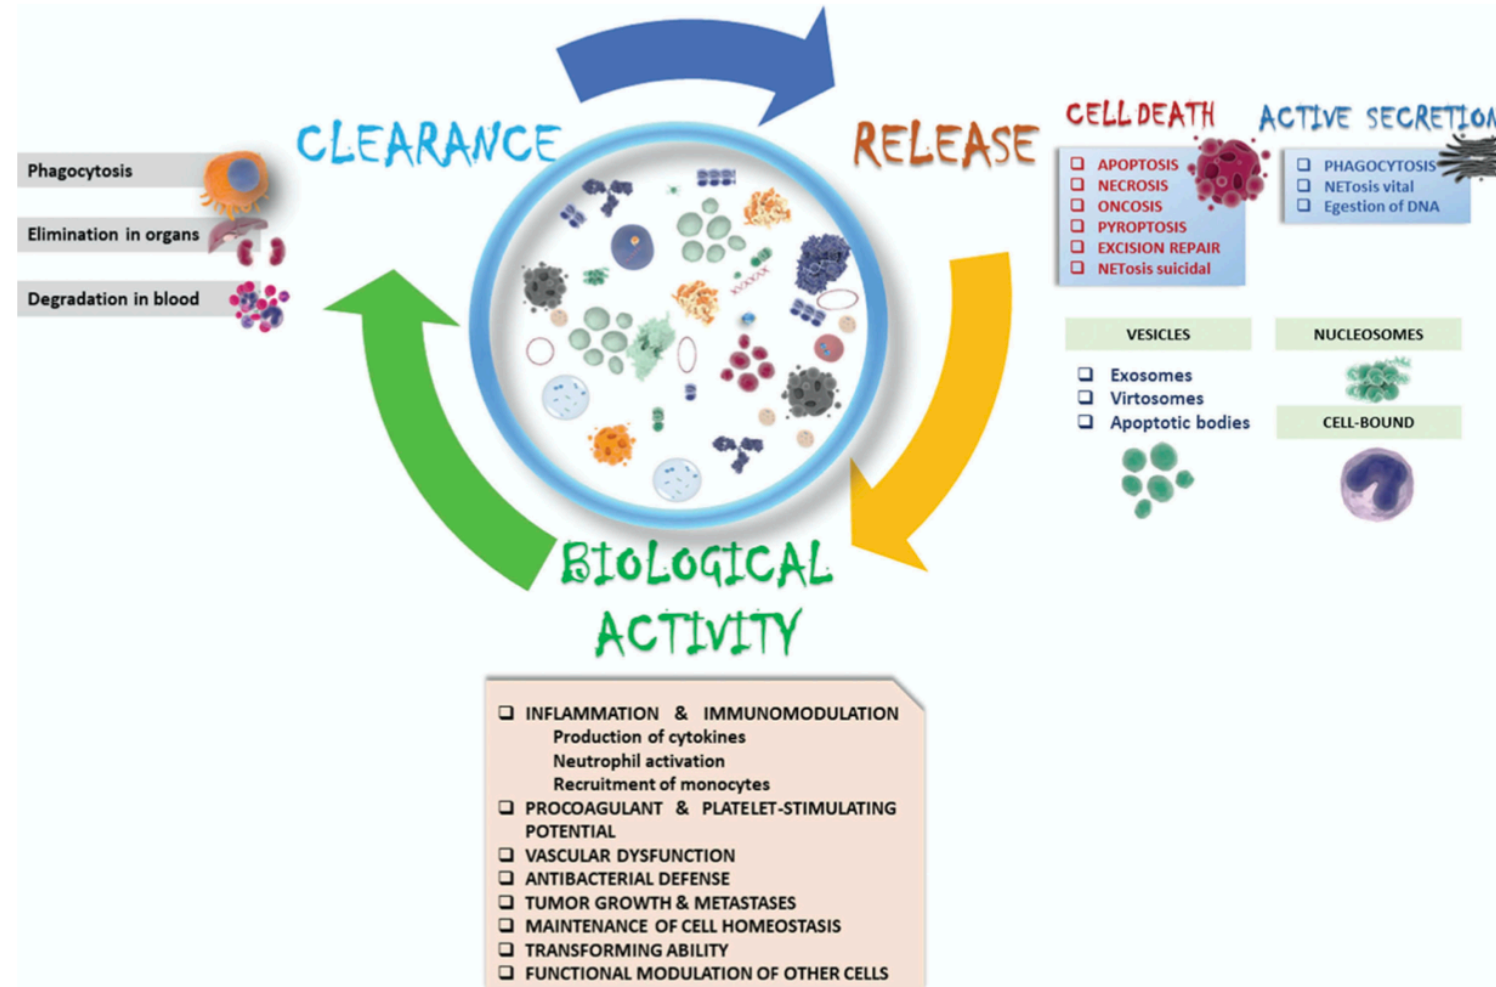 CLEARANCE
Phagocytosis
Elimination in organs
Degradation in blood
RELEASE
CELL DEATH
APOPTOSIS
NECROSIS
ONCOSIS
PYROPTOSIS
EXCISION REPAIR
NETosis suicidal
ACTIVE SECRETION
PHAGOCYTOSIS
NETosis vital
Egestion of DNA
VESICLES
Exosomes
Virtosomes
Apoptotic bodies
NUCLEOSOMES
CELL-BOUND
BIOLOGICAL
ACTIVITY
INFLAMMATION & IMMUNOMODULATION
Production of cytokines
Neutrophil activation
Recruitment of monocytes
PROCOAGULANT & PLATELET-STIMULATING
POTENTIAL
VASCULAR DYSFUNCTION
ANTIBACTERIAL DEFENSE
TUMOR GROWTH & METASTASES
MAINTENANCE OF CELL HOMEOSTASIS
TRANSFORMING ABILITY
FUNCTIONAL MODULATION OF OTHER CELLS